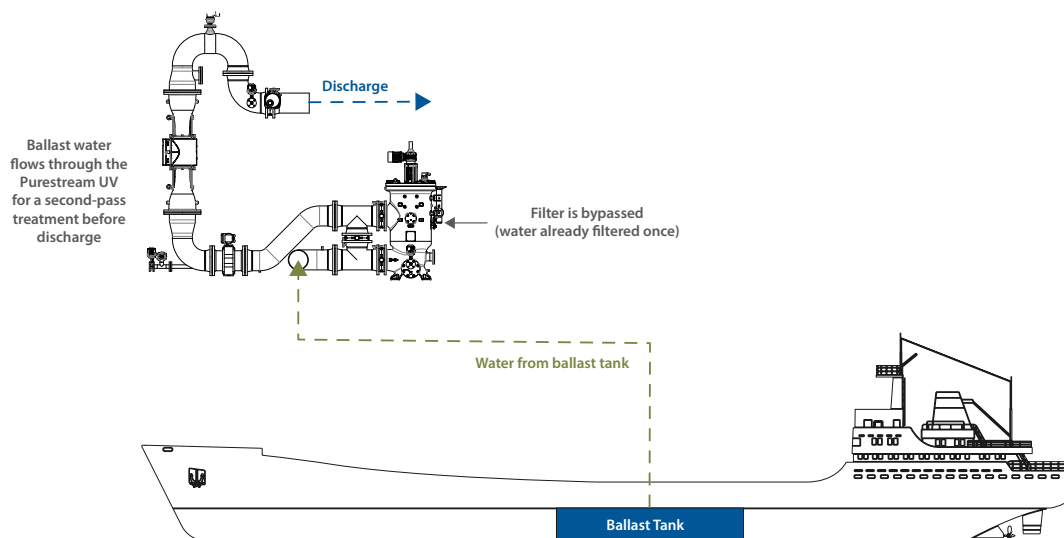 Discharge
Ballast water
flows through the
Purestream UV
for a second-pass
treatment before
discharge
Filter is bypassed
(water already filtered once)
Water from ballast tank
Ballast Tank